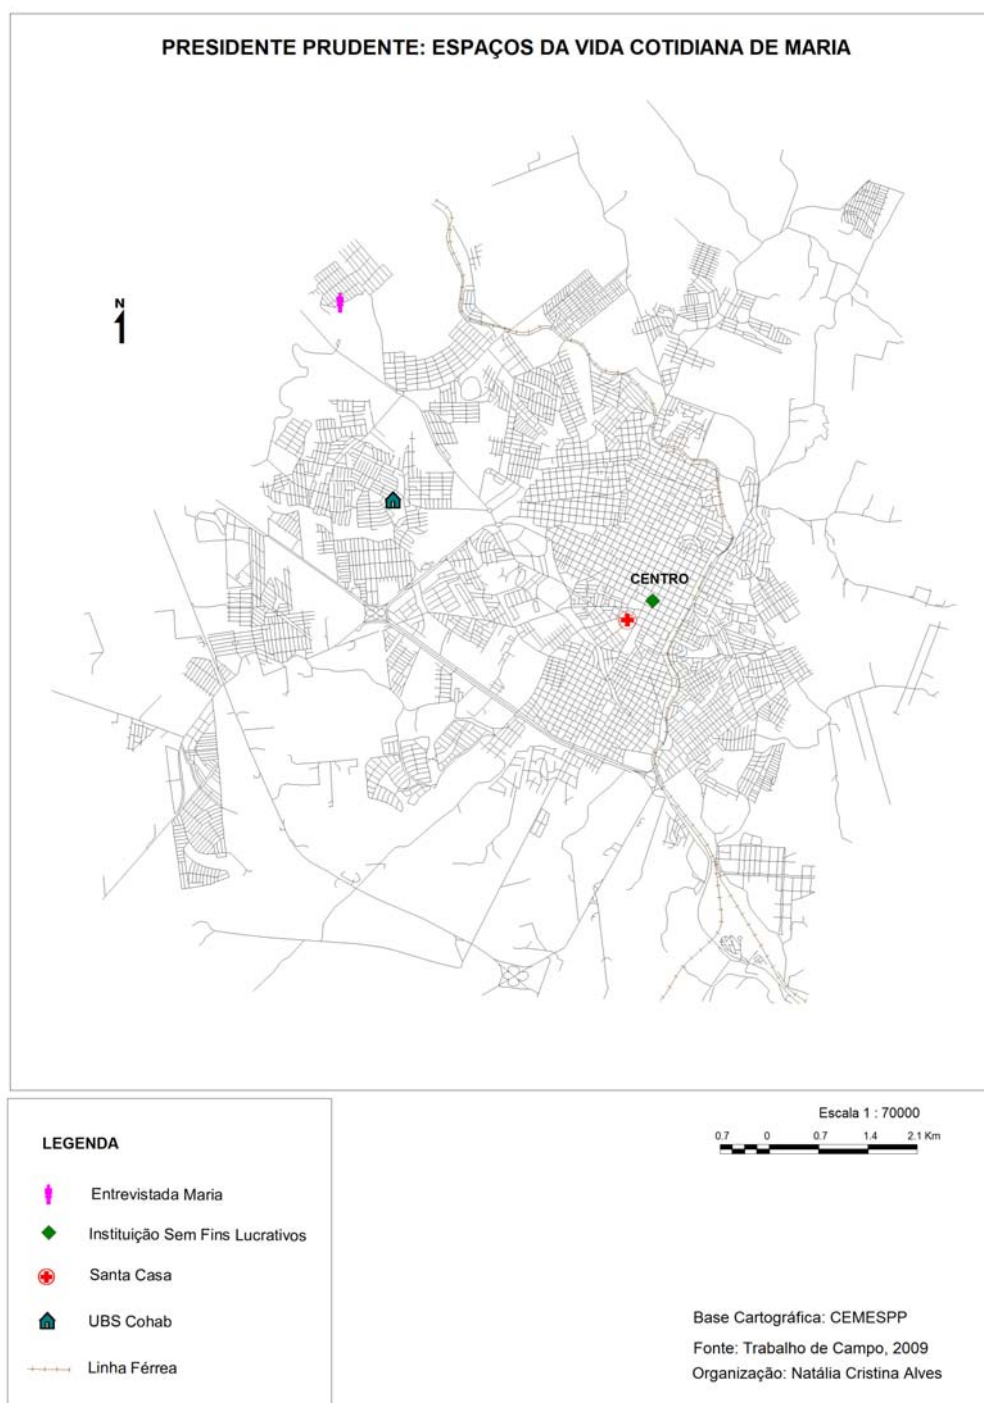 PRESIDENTE PRUDENTE: ESPAÇOS DA VIDA COTIDIANA DE MARIA
N
CENTRO
LEGENDA
Entrevistada Maria
Instituição Sem Fins Lucrativos
Santa Casa
UBS Cohab
Linha Férrea
Escala 1 : 70000
0.7 0 0.7 1.4 2.1 Km
Base Cartográfica: CEMESPP
Fonte: Trabalho de Campo, 2009
Organização: Natália Cristina Alves